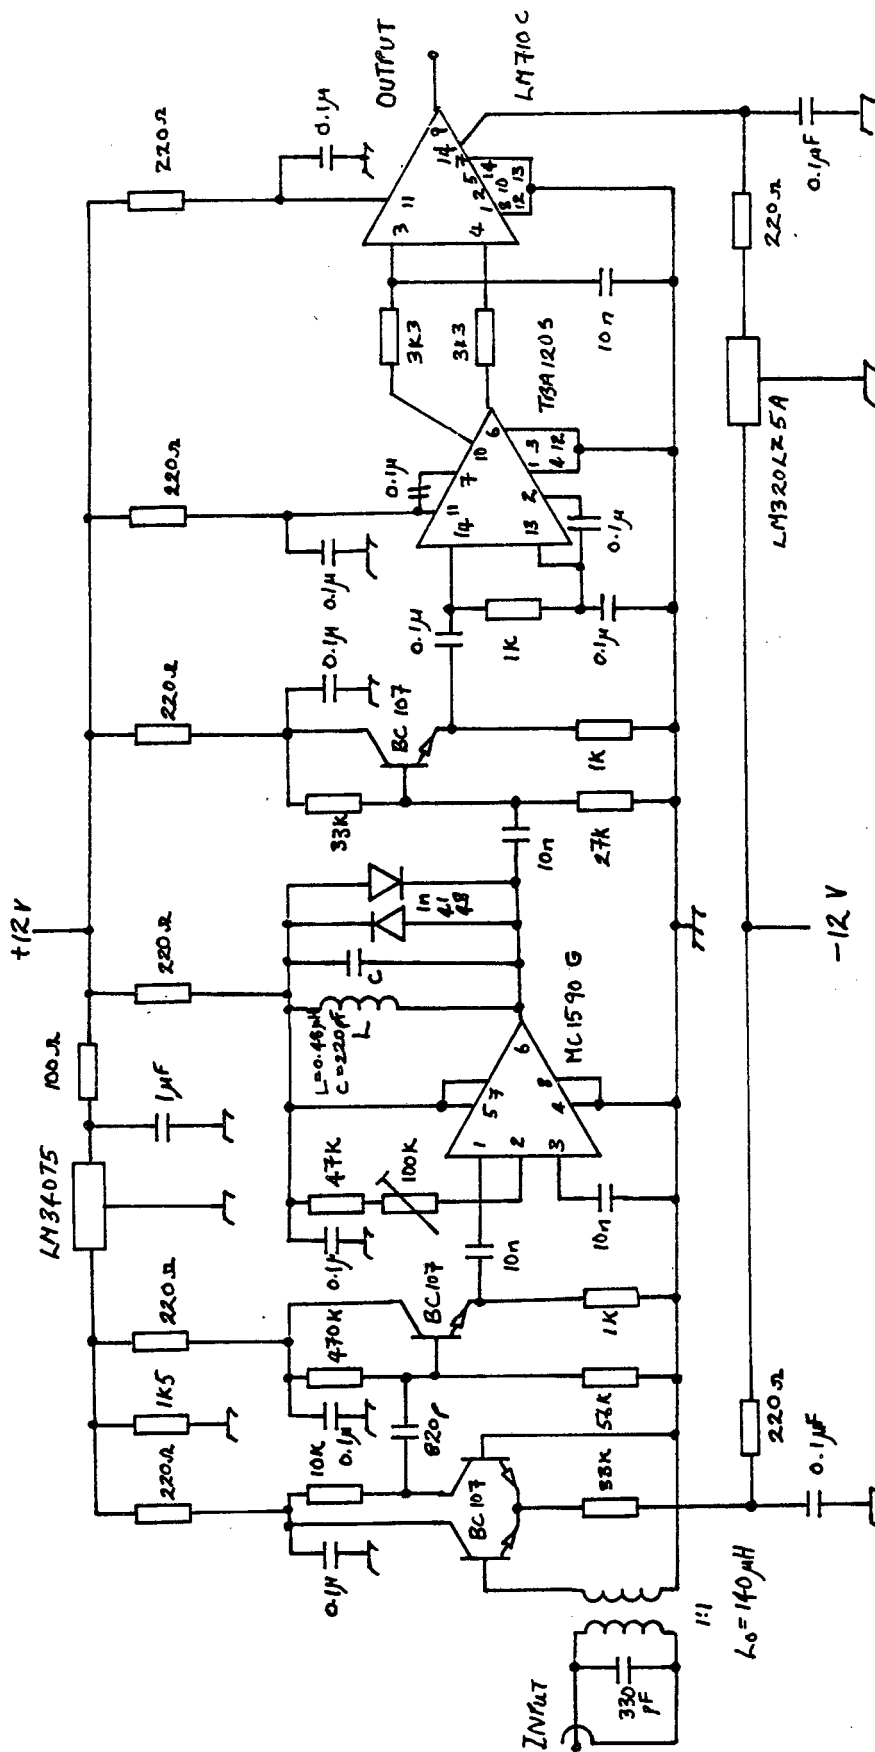 +12V
LM340T5
100Ω
1µF
220Ω
1K5
220Ω
220Ω
220Ω
220Ω
220Ω
0.1µ
10K
0.1µ
470K
820p
BC107
BC107
56K
1K
33K
10n
0.1µ
47K
100K
1
2
3
5
7
4
8
6
10n
MC1590G
L=0.48µH
C=220pF
L
C
1n
41
48
10n
33K
27K
BC107
1K
0.1µ
0.1µ
0.1µ
1K
0.1µ
0.1µ
0.1µ
14
11
7
10
13
2
1 3
4 12
6
TBA120S
3K3
3K3
10n
3
4
11
9
14
7
5 14
2 10
1 8
13
12
0.1µ
OUTPUT
LM710C
INPUT
330
pF
1:1
L0=140µH
220Ω
0.1µF
-12V
LM320LZ5A
220Ω
0.1µF